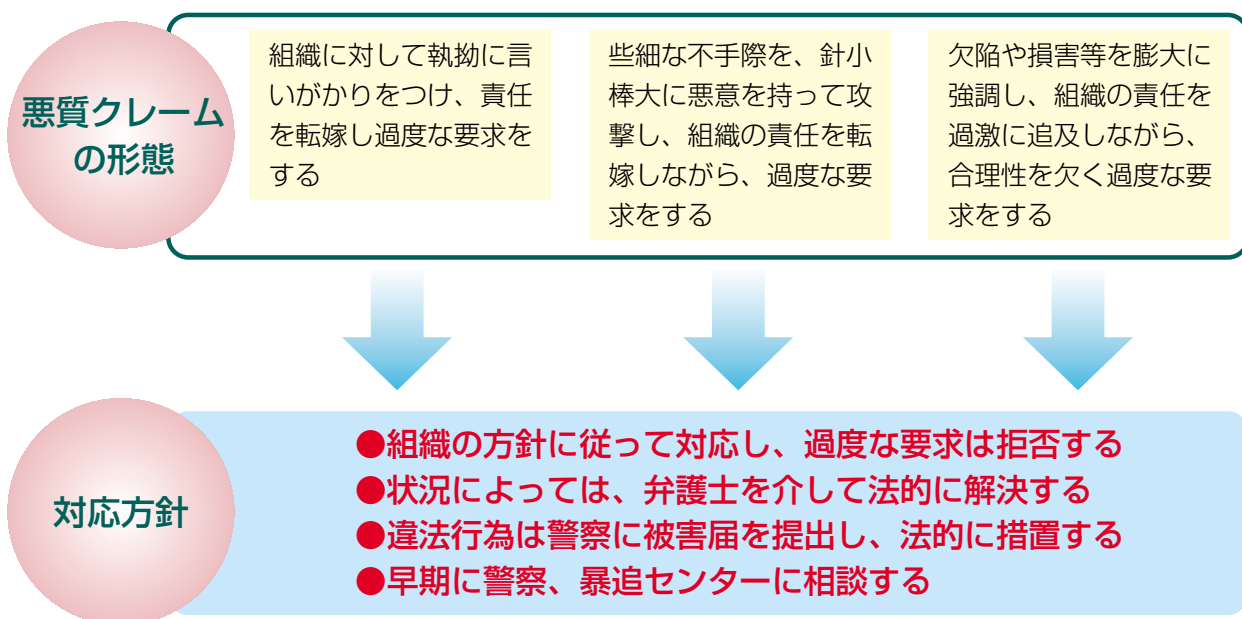 悪質クレーム
の形態
組織に対して執拗に言
いがかりをつけ、責任
を転嫁し過度な要求を
する
些細な不手際を、針小
棒大に悪意を持って攻
撃し、組織の責任を転
嫁しながら、過度な要
求をする
欠陥や損害等を膨大に
強調し、組織の責任を
過激に追及しながら、
合理性を欠く過度な要
求をする
対応方針
●組織の方針に従って対応し、過度な要求は拒否する
●状況によっては、弁護士を介して法的に解決する
●違法行為は警察に被害届を提出し、法的に措置する
●早期に警察、暴追センターに相談する